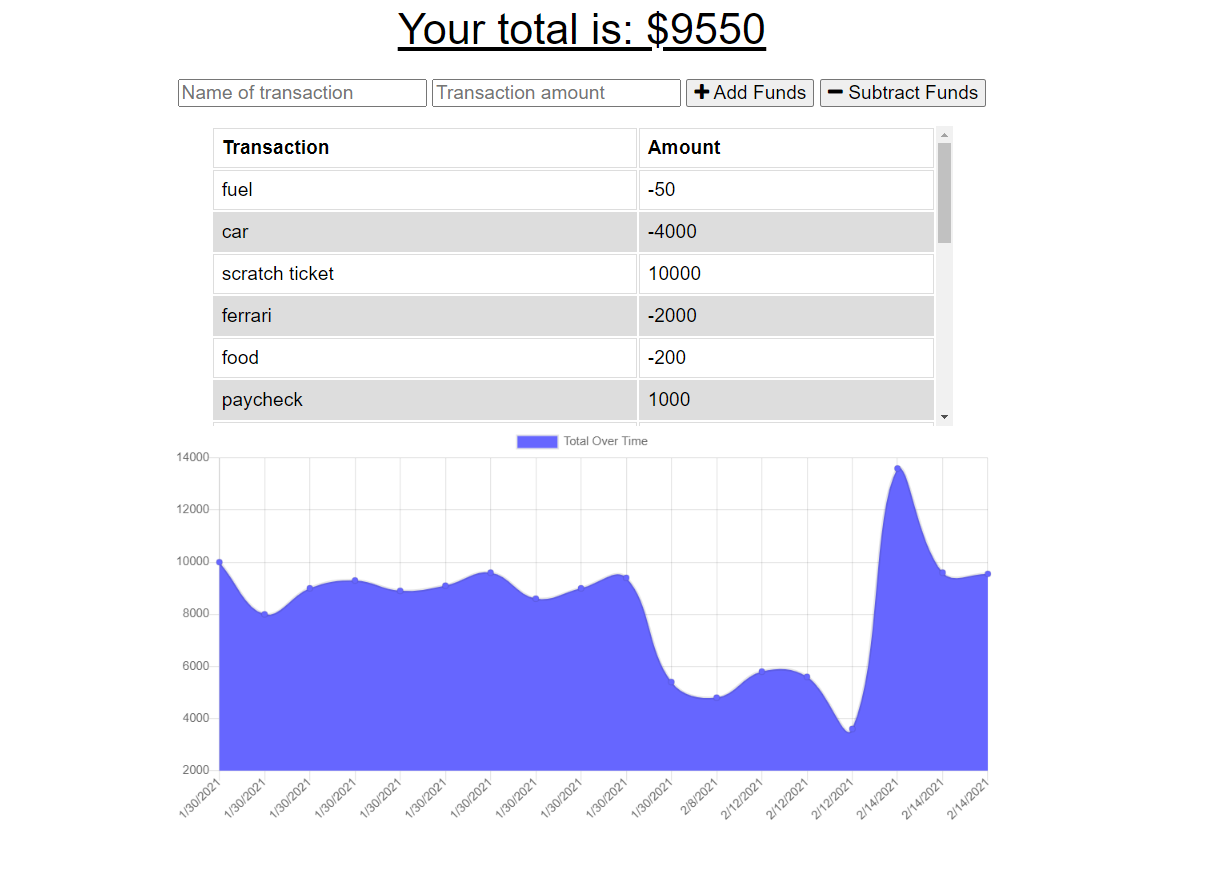 Your total is: $9550
Name of transaction Transaction amount Add Funds Subtract Funds
Transaction Amount
fuel -50
car -4000
scratch ticket 10000
ferrari -2000
food -200
paycheck 1000
Total Over Time
14000
12000
10000
8000
6000
4000
2000
1/30/2021 1/30/2021 1/30/2021 1/30/2021 1/30/2021 1/30/2021 1/30/2021 1/30/2021 1/30/2021 1/30/2021 1/30/2021 2/8/2021 2/12/2021 2/12/2021 2/12/2021 2/14/2021 2/14/2021 2/14/2021